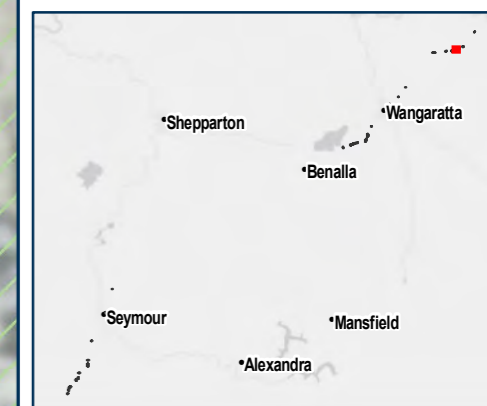 Wangaratta
Shepparton
Benalla
Seymour
Mansfield
Alexandra